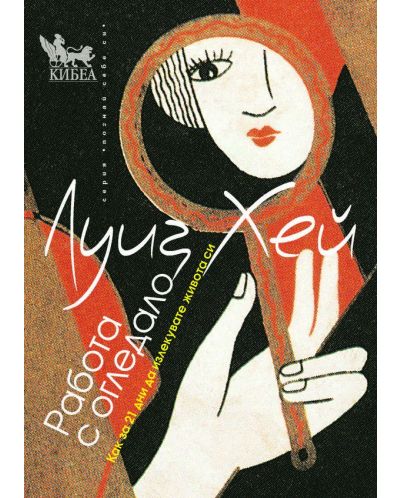 КИБЕА
серия "познай себе си"
Луиз Хей
Работа
с огледало
Как за 21 дни да излекувате живота си